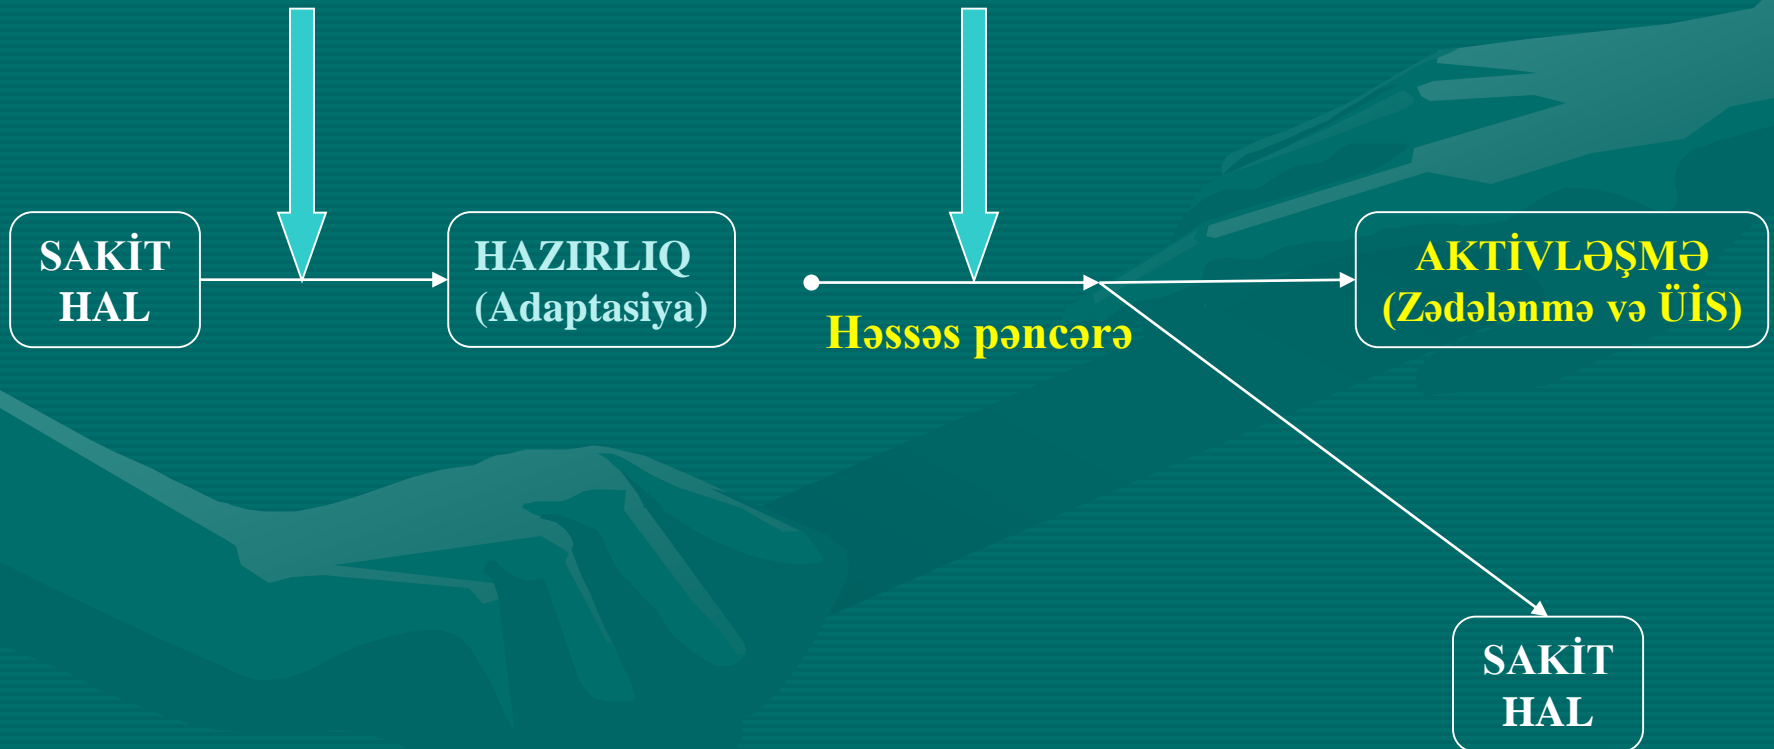 SAKİT
HAL
HAZIRLIQ
(Adaptasiya)
Həssəs pəncərə
AKTİVLƏŞMƏ
(Zədələnmə və ÜİS)
SAKİT
HAL